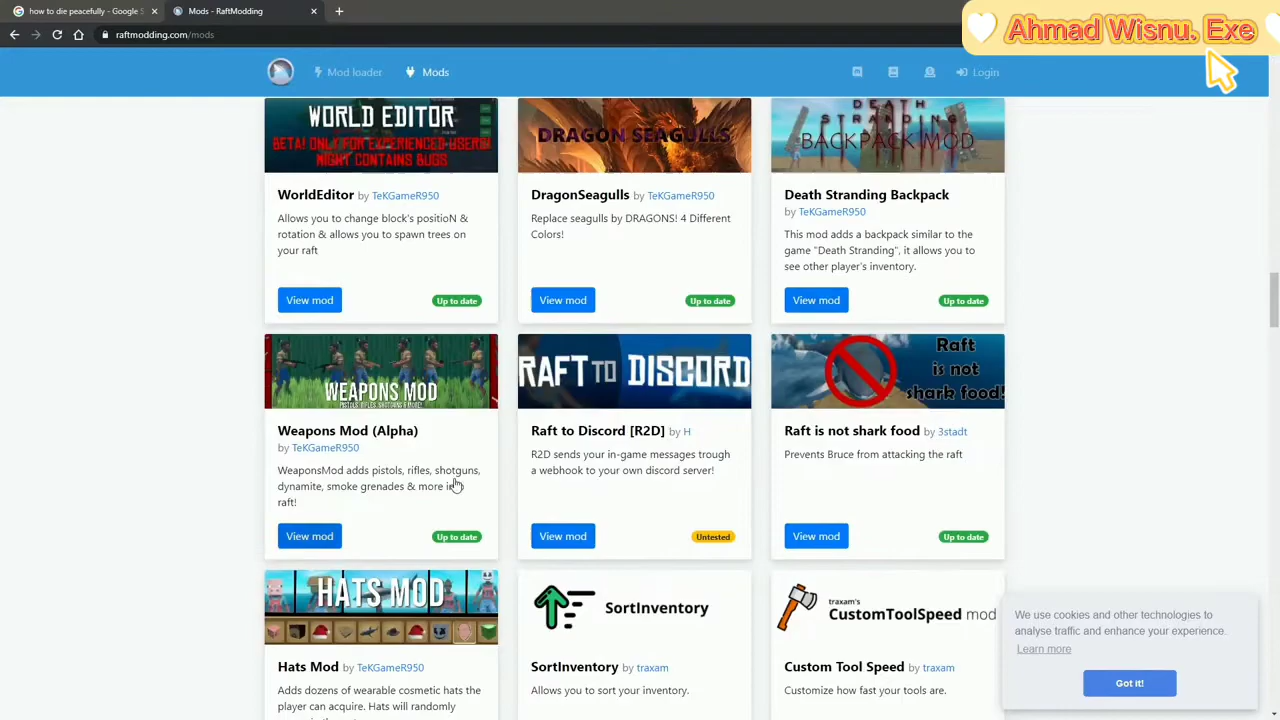 how to die peacefully - Google S
Mods - RaftModding
raftmodding.com/mods
Ahmad Wisnu. Exe
Mod loader
Mods
Login
WORLD EDITOR
BETA! ONLY FOR EXPERIENCED USER!
MIGHT CONTAINS BUGS
DRAGON SEAGULLS
DEATH
STRANDING
BACKPACK MOD
WorldEditor by TeKGameR950
Allows you to change block's positioN &
rotation & allows you to spawn trees on
your raft
View mod
Up to date
DragonSeagulls by TeKGameR950
Replace seagulls by DRAGONS! 4 Different
Colors!
View mod
Up to date
Death Stranding Backpack
by TeKGameR950
This mod adds a backpack similar to the
game "Death Stranding", it allows you to
see other player's inventory.
View mod
Up to date
WEAPONS MOD
PISTOLS, RIFLES, SHOTGUNS & MORE!
RAFT TO DISCORD
Raft
is not
shark food!
Weapons Mod (Alpha)
by TeKGameR950
WeaponsMod adds pistols, rifles, shotguns,
dynamite, smoke grenades & more
raft!
View mod
Up to date
Raft to Discord [R2D] by H
R2D sends your in-game messages trough
a webhook to your own discord server!
View mod
Untested
Raft is not shark food by 3stadt
Prevents Bruce from attacking the raft
View mod
Up to date
HATS MOD
SortInventory
traxam's
CustomToolSpeed mod
Hats Mod by TeKGameR950
Adds dozens of wearable cosmetic hats the
player can acquire. Hats will randomly
SortInventory by traxam
Allows you to sort your inventory.
Custom Tool Speed by traxam
Customize how fast your tools are.
We use cookies and other technologies to
analyse traffic and enhance your experience.
Learn more
Got it!